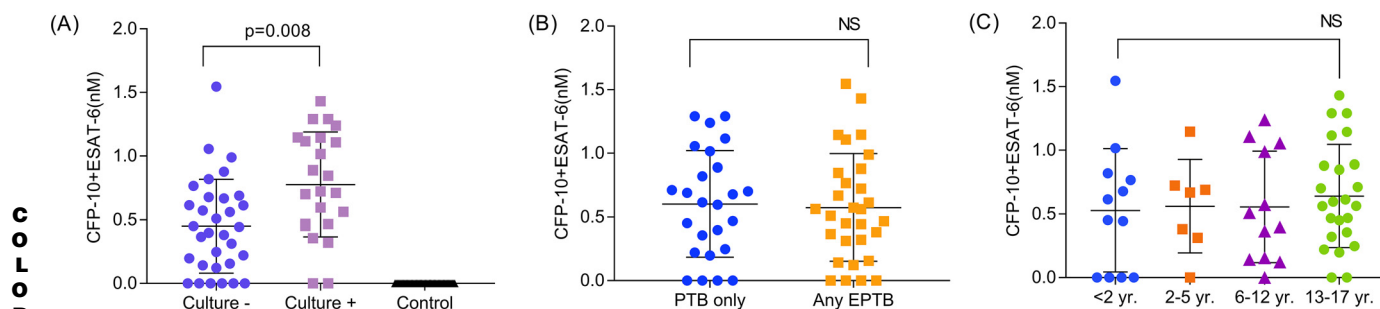 (A)
p=0.008
CFP-10+ESAT-6(nM)
2.0
1.5
1.0
0.5
0.0
Culture - Culture + Control
(B)
NS
CFP-10+ESAT-6(nM)
2.0
1.5
1.0
0.5
0.0
PTB only Any EPTB
(C)
NS
CFP-10+ESAT-6(nM)
2.0
1.5
1.0
0.5
0.0
<2 yr. 2-5 yr. 6-12 yr. 13-17 yr.
C
O
L
O